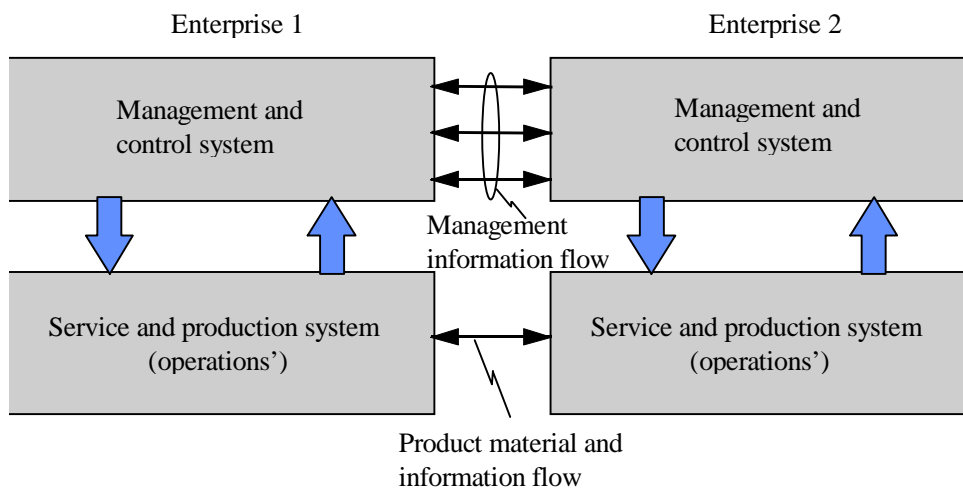 Enterprise 1
Enterprise 2
Management and
control system
Management and
control system
Management
information flow
Service and production system
(operations’)
Service and production system
(operations’)
Product material and
information flow